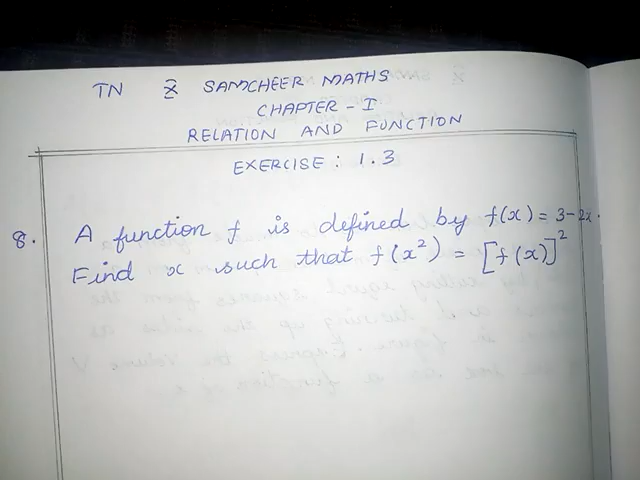 TN X SAMCHEER MATHS
CHAPTER - I
RELATION AND FUNCTION
EXERCISE : 1.3
8. A function f is defined by f(x) = 3-2x.
Find x such that f(x²) = [f(x)]²